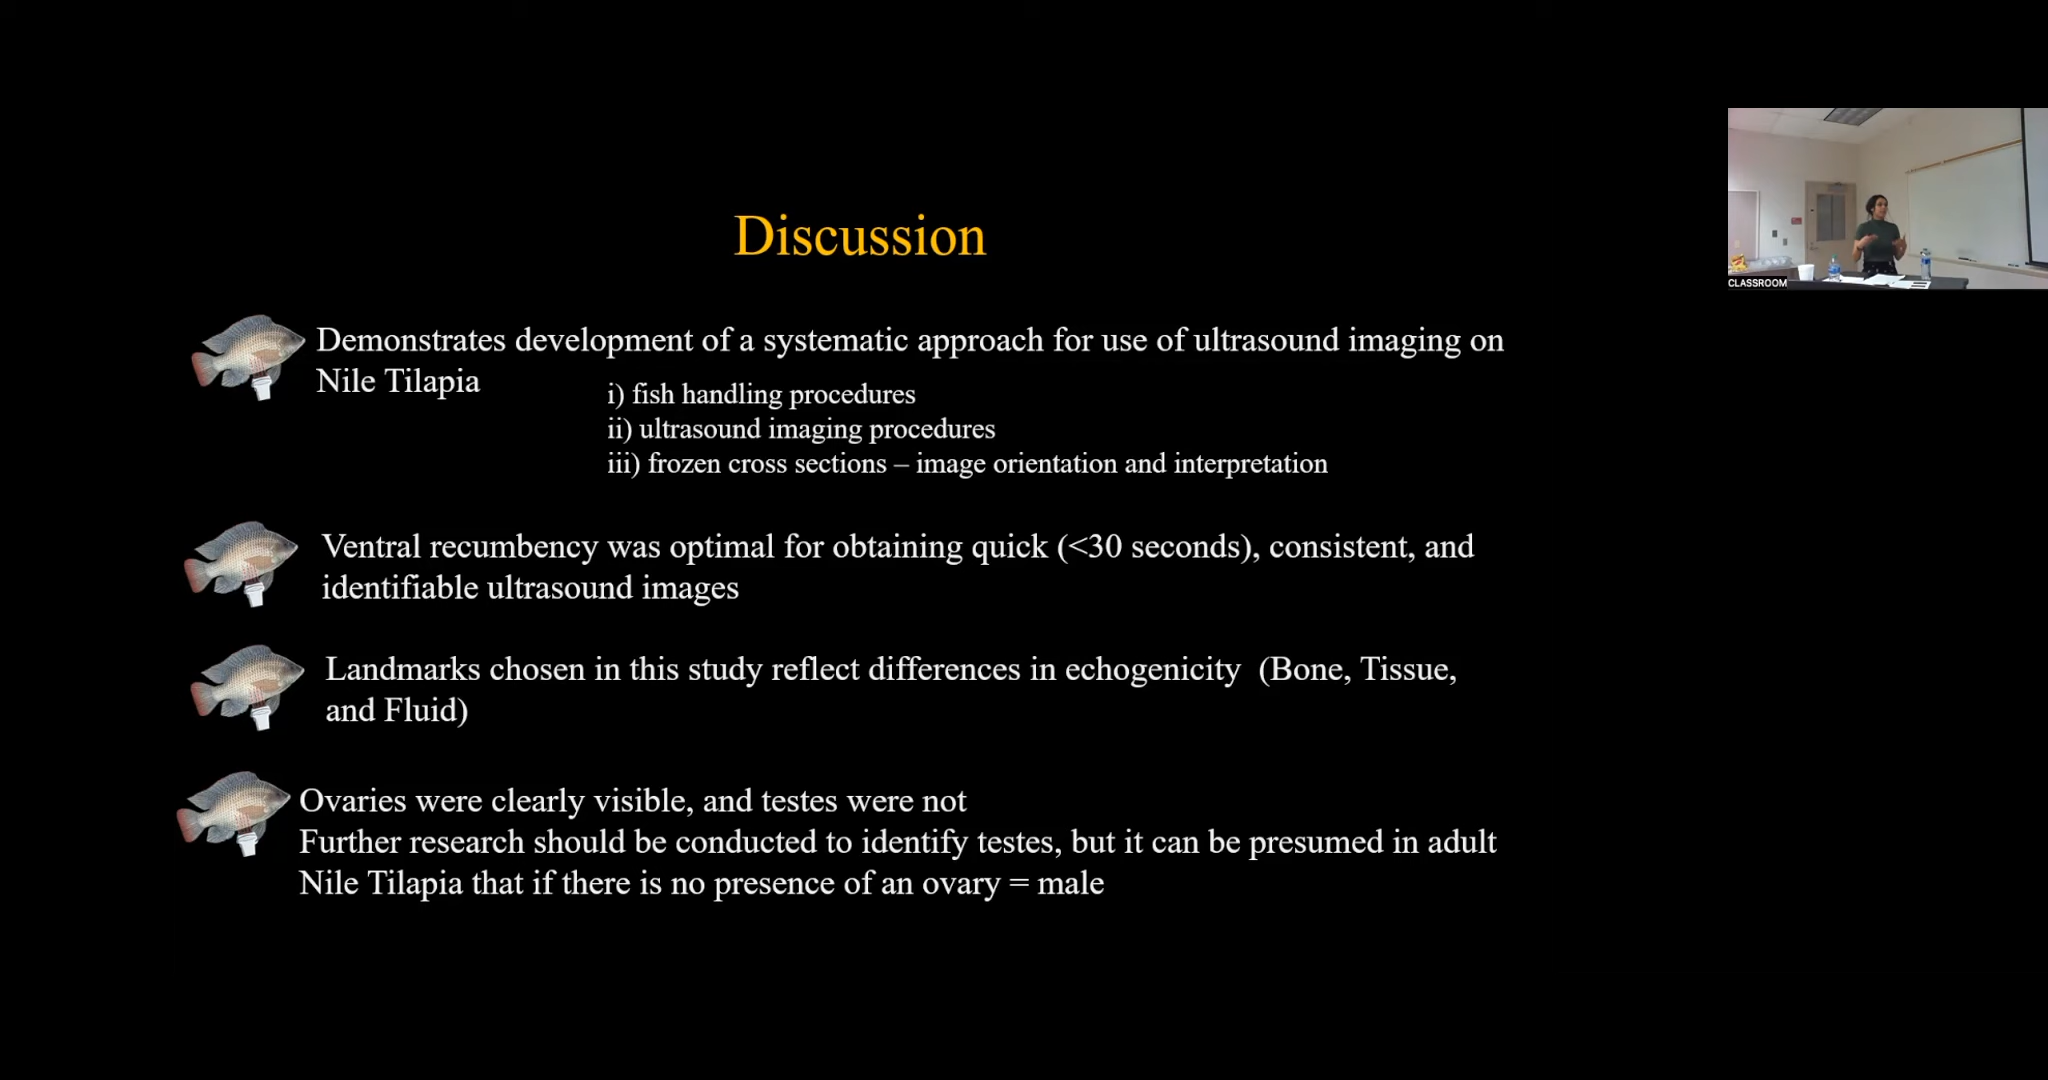 Discussion
Demonstrates development of a systematic approach for use of ultrasound imaging on
Nile Tilapia
i) fish handling procedures
ii) ultrasound imaging procedures
iii) frozen cross sections – image orientation and interpretation
Ventral recumbency was optimal for obtaining quick (<30 seconds), consistent, and
identifiable ultrasound images
Landmarks chosen in this study reflect differences in echogenicity (Bone, Tissue,
and Fluid)
Ovaries were clearly visible, and testes were not
Further research should be conducted to identify testes, but it can be presumed in adult
Nile Tilapia that if there is no presence of an ovary = male
CLASSROOM